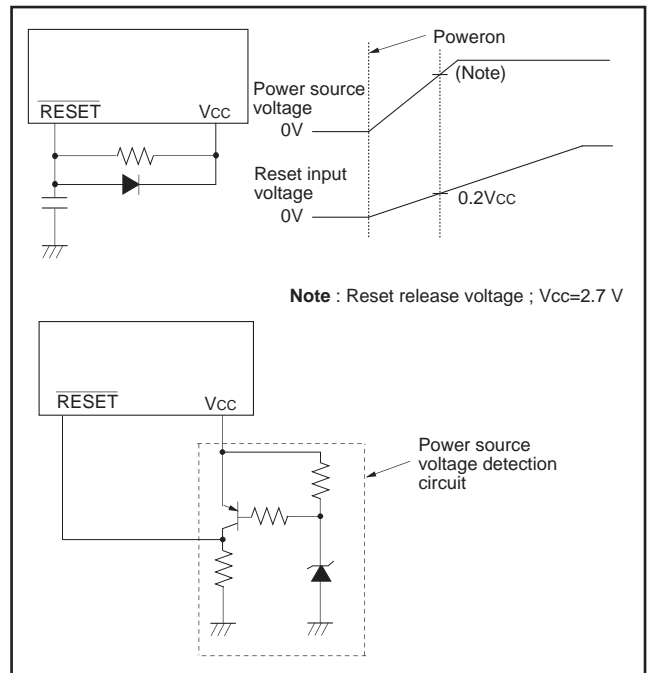 Poweron
(Note)
Power source
voltage
0V
RESET
Vcc
Reset input
voltage
0V
0.2Vcc
Note : Reset release voltage ; Vcc=2.7 V
RESET
Vcc
Power source
voltage detection
circuit